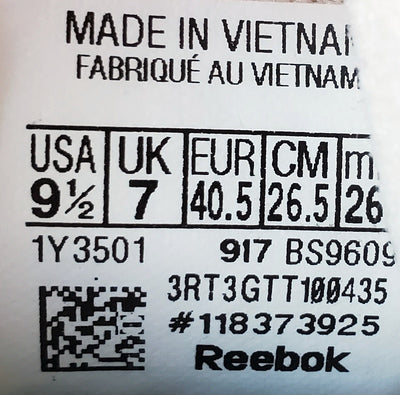 MADE IN VIETNA
FABRIQUÉ AU VIETNAM
USA UK EUR CM m
9½ 7 40.5 26.5 26
1Y3501 917 BS9609
3RT3GTT100435
#118373925
Reebok